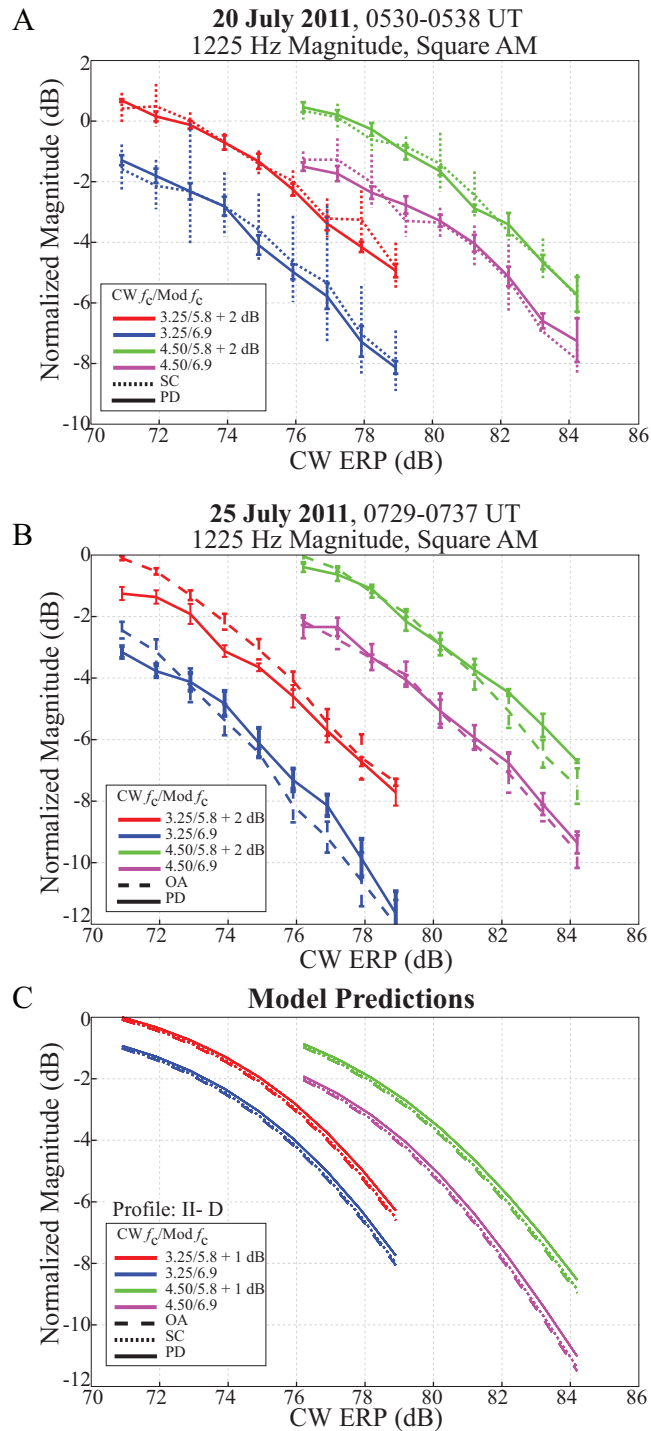 A
20 July 2011, 0530-0538 UT
1225 Hz Magnitude, Square AM
Normalized Magnitude (dB)
2
0
-2
-4
-6
-8
-10
CW fc/Mod fc
3.25/5.8 + 2 dB
3.25/6.9
4.50/5.8 + 2 dB
4.50/6.9
SC
PD
70 72 74 76 78 80 82 84 86
CW ERP (dB)
B
25 July 2011, 0729-0737 UT
1225 Hz Magnitude, Square AM
Normalized Magnitude (dB)
0
-2
-4
-6
-8
-10
-12
CW fc/Mod fc
3.25/5.8 + 2 dB
3.25/6.9
4.50/5.8 + 2 dB
4.50/6.9
OA
PD
70 72 74 76 78 80 82 84 86
CW ERP (dB)
C
Model Predictions
Normalized Magnitude (dB)
0
-2
-4
-6
-8
-10
-12
Profile: II- D
CW fc/Mod fc
3.25/5.8 + 1 dB
3.25/6.9
4.50/5.8 + 1 dB
4.50/6.9
OA
SC
PD
70 72 74 76 78 80 82 84 86
CW ERP (dB)